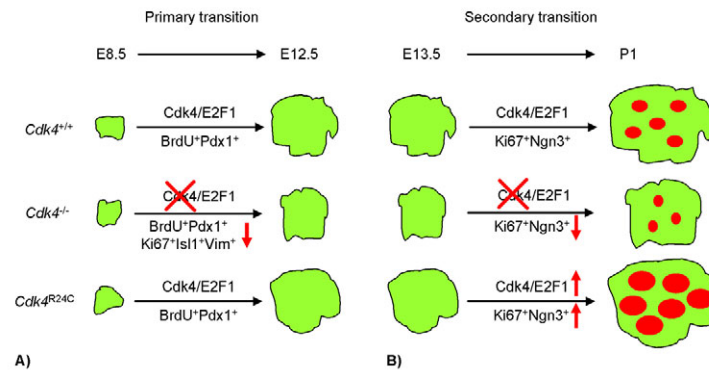 Primary transition
Secondary transition
E8.5
E12.5
E13.5
P1
Cdk4+/+
Cdk4/E2F1
BrdU+Pdx1+
Cdk4/E2F1
Ki67+Ngn3+
Cdk4-/-
Cdk4/E2F1
BrdU+Pdx1+
Ki67+Isl1+Vim+
Cdk4/E2F1
Ki67+Ngn3+
Cdk4R24C
Cdk4/E2F1
BrdU+Pdx1+
Cdk4/E2F1
Ki67+Ngn3+
A)
B)